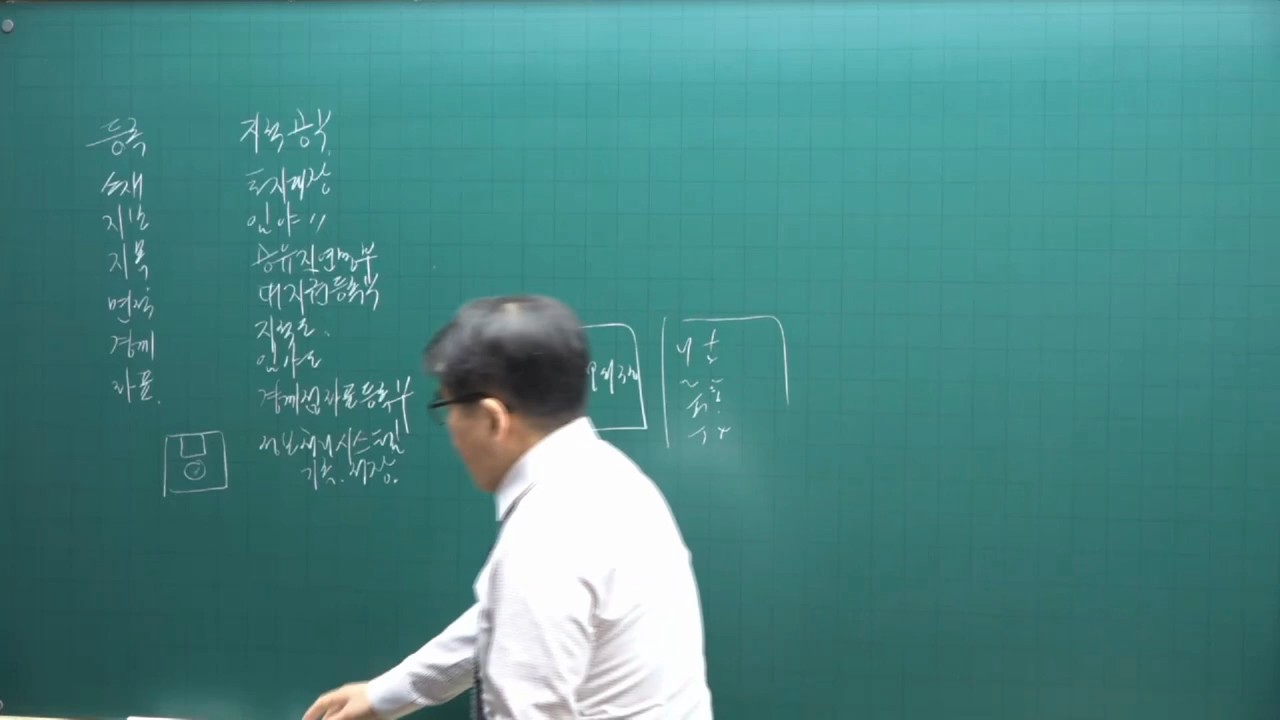 등록
소재
지번
지목
면적
경계
좌표.
지적공부
토지대장
임야 〃
공유지연명부
대지권등록부
지적도.
임야도
경계점좌표등록부
정보처리시스템
기록. 저장.